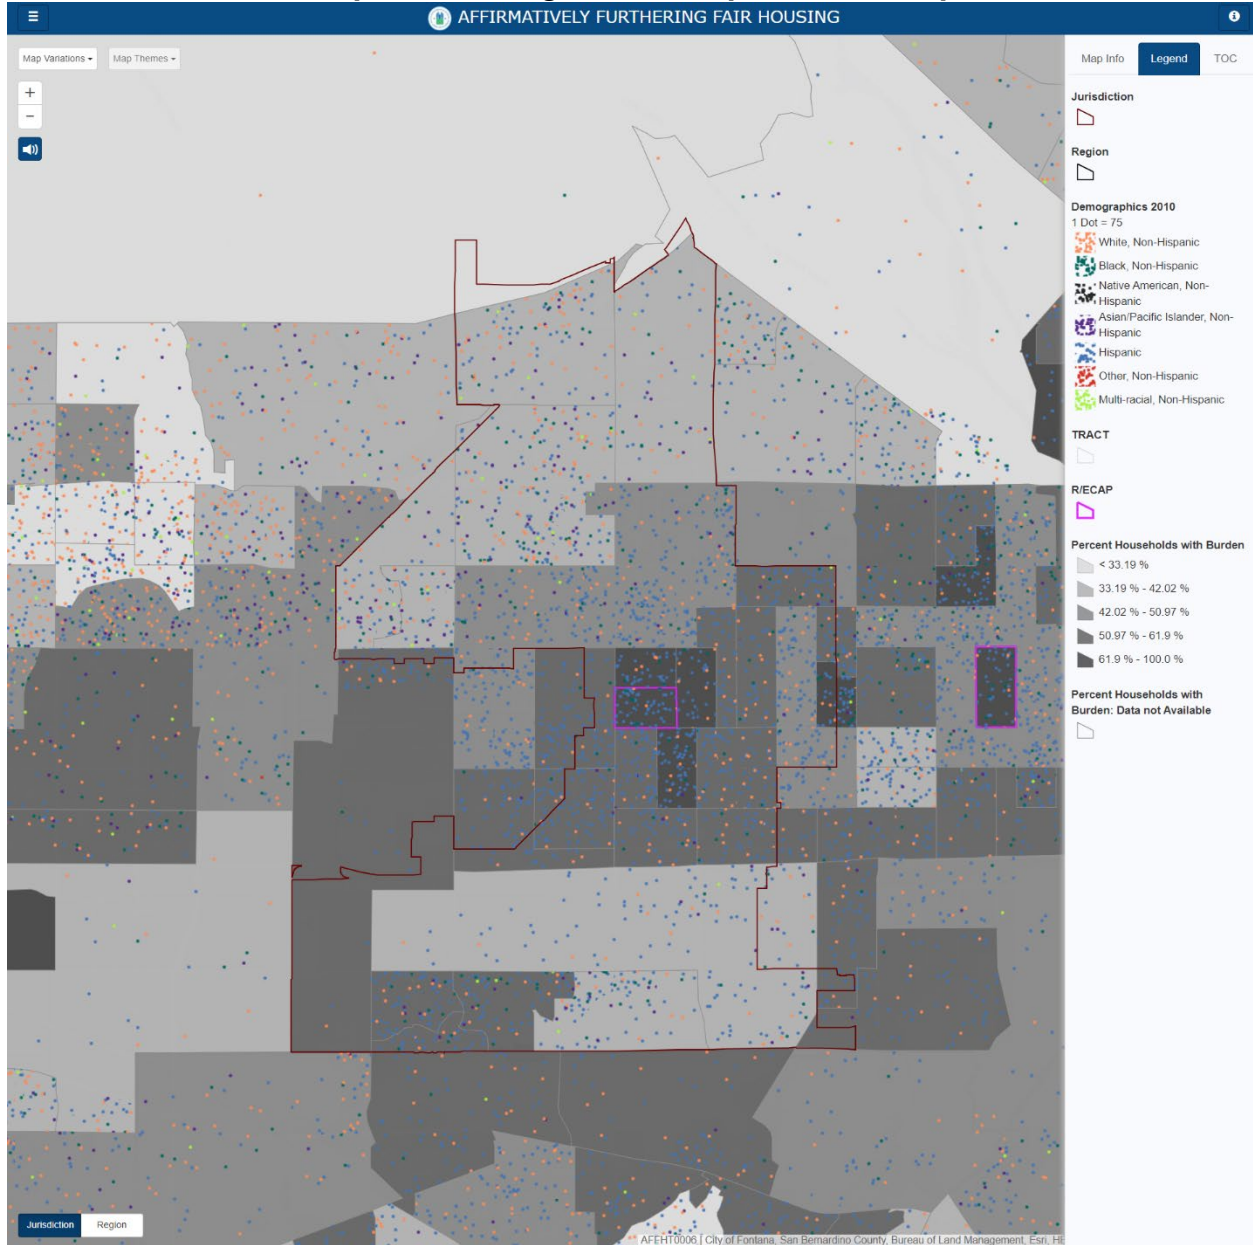 AFFIRMATIVELY FURTHERING FAIR HOUSING
Map Variations
Map Themes
+
−
Map Info
Legend
TOC
Jurisdiction
Region
Demographics 2010
1 Dot = 75
White, Non-Hispanic
Black, Non-Hispanic
Native American, Non-
Hispanic
Asian/Pacific Islander, Non-
Hispanic
Hispanic
Other, Non-Hispanic
Multi-racial, Non-Hispanic
TRACT
R/ECAP
Percent Households with Burden
< 33.19 %
33.19 % - 42.02 %
42.02 % - 50.97 %
50.97 % - 61.9 %
61.9 % - 100.0 %
Percent Households with
Burden: Data not Available
Jurisdiction
Region
AFFHT0006 | City of Fontana, San Bernardino County, Bureau of Land Management, Esri,